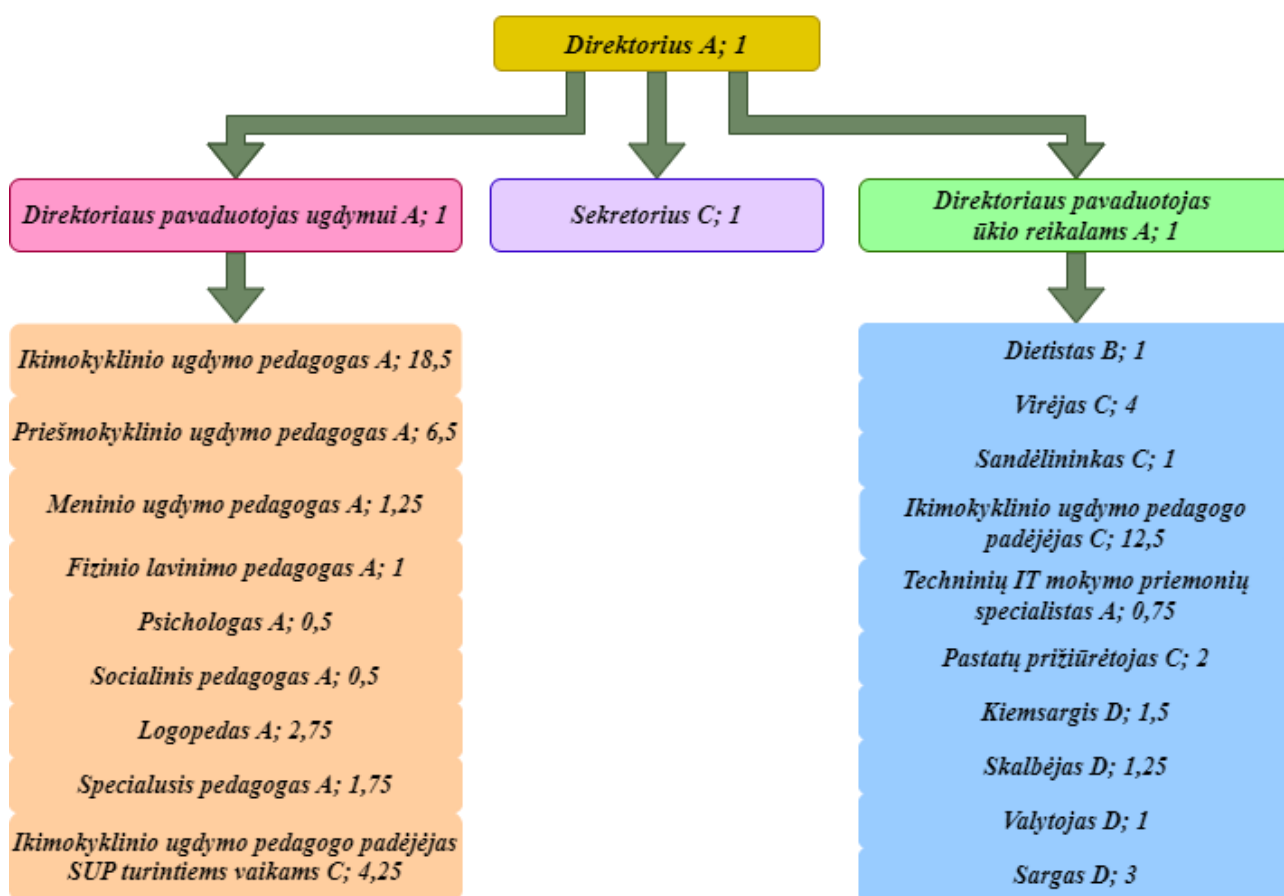 Direktorius A; 1
Direktoriaus pavaduotojas ugdymui A; 1
Sekretorius C; 1
Direktoriaus pavaduotojas
ūkio reikalams A; 1
Ikimokyklinio ugdymo pedagogas A; 18,5
Priešmokyklinio ugdymo pedagogas A; 6,5
Meninio ugdymo pedagogas A; 1,25
Fizinio lavinimo pedagogas A; 1
Psichologas A; 0,5
Socialinis pedagogas A; 0,5
Logopedas A; 2,75
Specialusis pedagogas A; 1,75
Ikimokyklinio ugdymo pedagogo padėjėjas
SUP turintiems vaikams C; 4,25
Dietistas B; 1
Virėjas C; 4
Sandėlininkas C; 1
Ikimokyklinio ugdymo pedagogo
padėjėjas C; 12,5
Techninių IT mokymo priemonių
specialistas A; 0,75
Pastatų prižiūrėtojas C; 2
Kiemsargis D; 1,5
Skalbėjas D; 1,25
Valytojas D; 1
Sargas D; 3